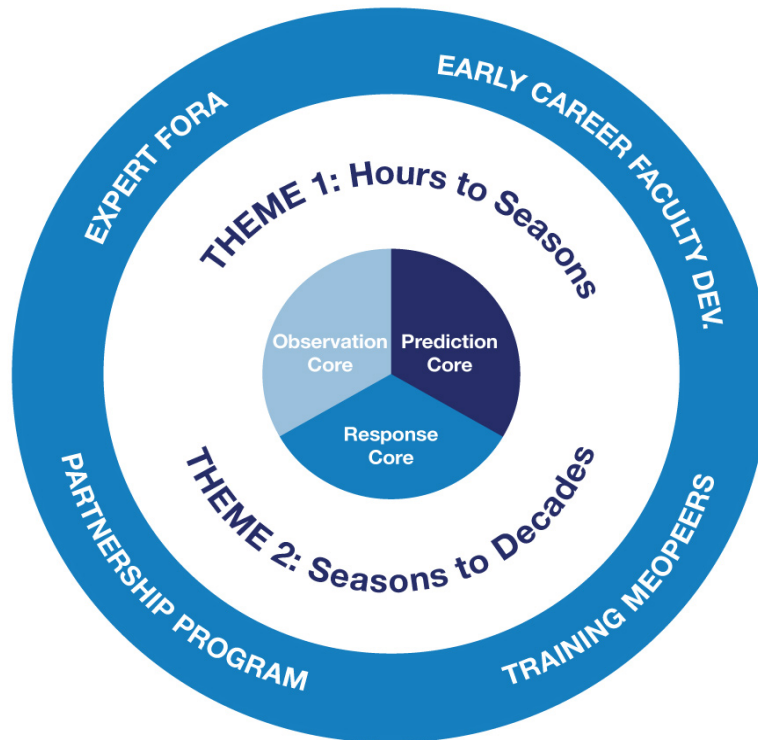 EXPERT FORA
EARLY CAREER FACULTY DEV.
THEME 1: Hours to Seasons
Observation
Core
Prediction
Core
Response
Core
THEME 2: Seasons to Decades
PARTNERSHIP PROGRAM
TRAINING MEOPEERS